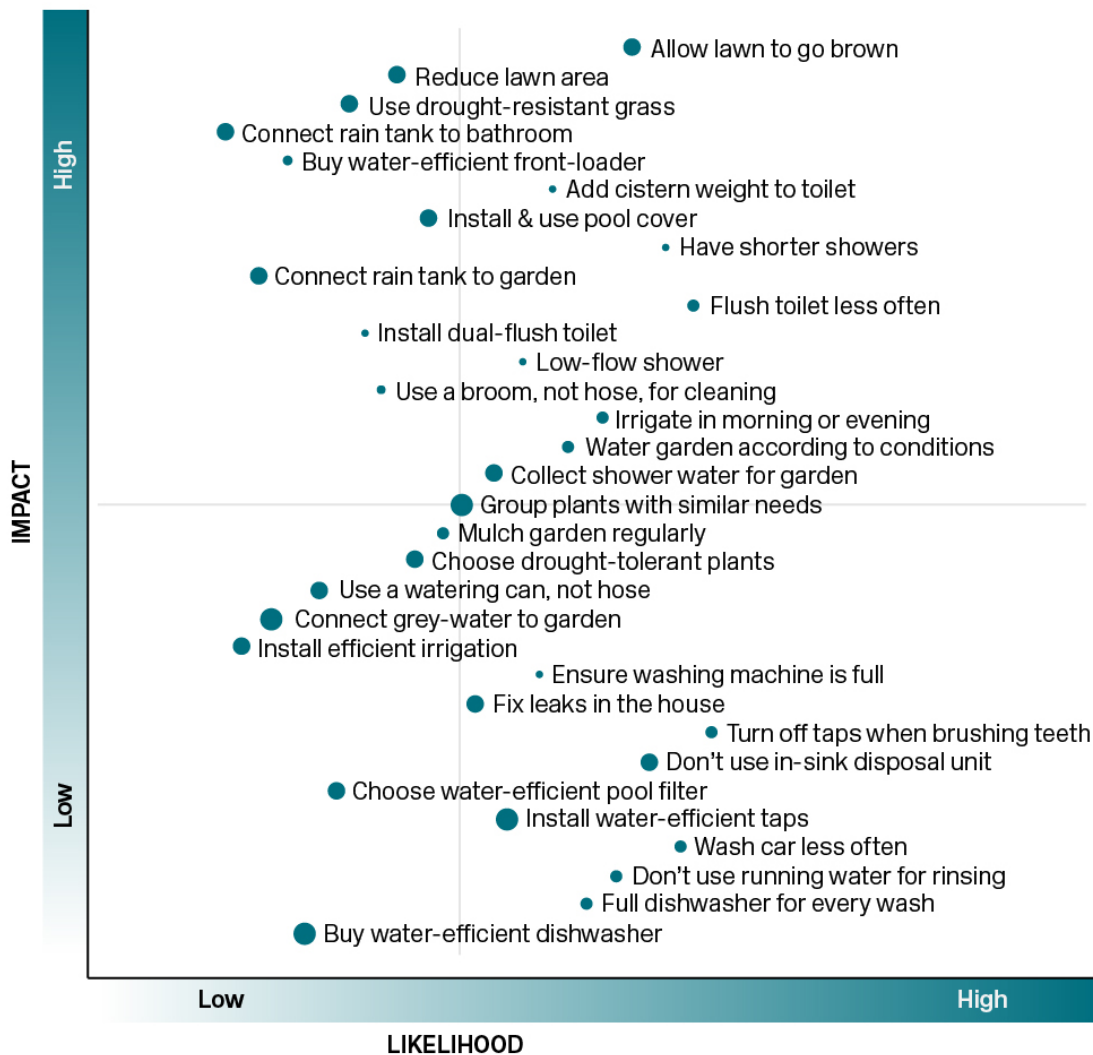 Allow lawn to go brown
Reduce lawn area
Use drought-resistant grass
Connect rain tank to bathroom
High
Buy water-efficient front-loader
Add cistern weight to toilet
Install & use pool cover
Have shorter showers
Connect rain tank to garden
Flush toilet less often
Install dual-flush toilet
Low-flow shower
Use a broom, not hose, for cleaning
Irrigate in morning or evening
Water garden according to conditions
Collect shower water for garden
IMPACT
Group plants with similar needs
Mulch garden regularly
Choose drought-tolerant plants
Use a watering can, not hose
Connect grey-water to garden
Install efficient irrigation
Ensure washing machine is full
Fix leaks in the house
Turn off taps when brushing teeth
Don’t use in-sink disposal unit
Low
Choose water-efficient pool filter
Install water-efficient taps
Wash car less often
Don’t use running water for rinsing
Full dishwasher for every wash
Buy water-efficient dishwasher
Low
High
LIKELIHOOD